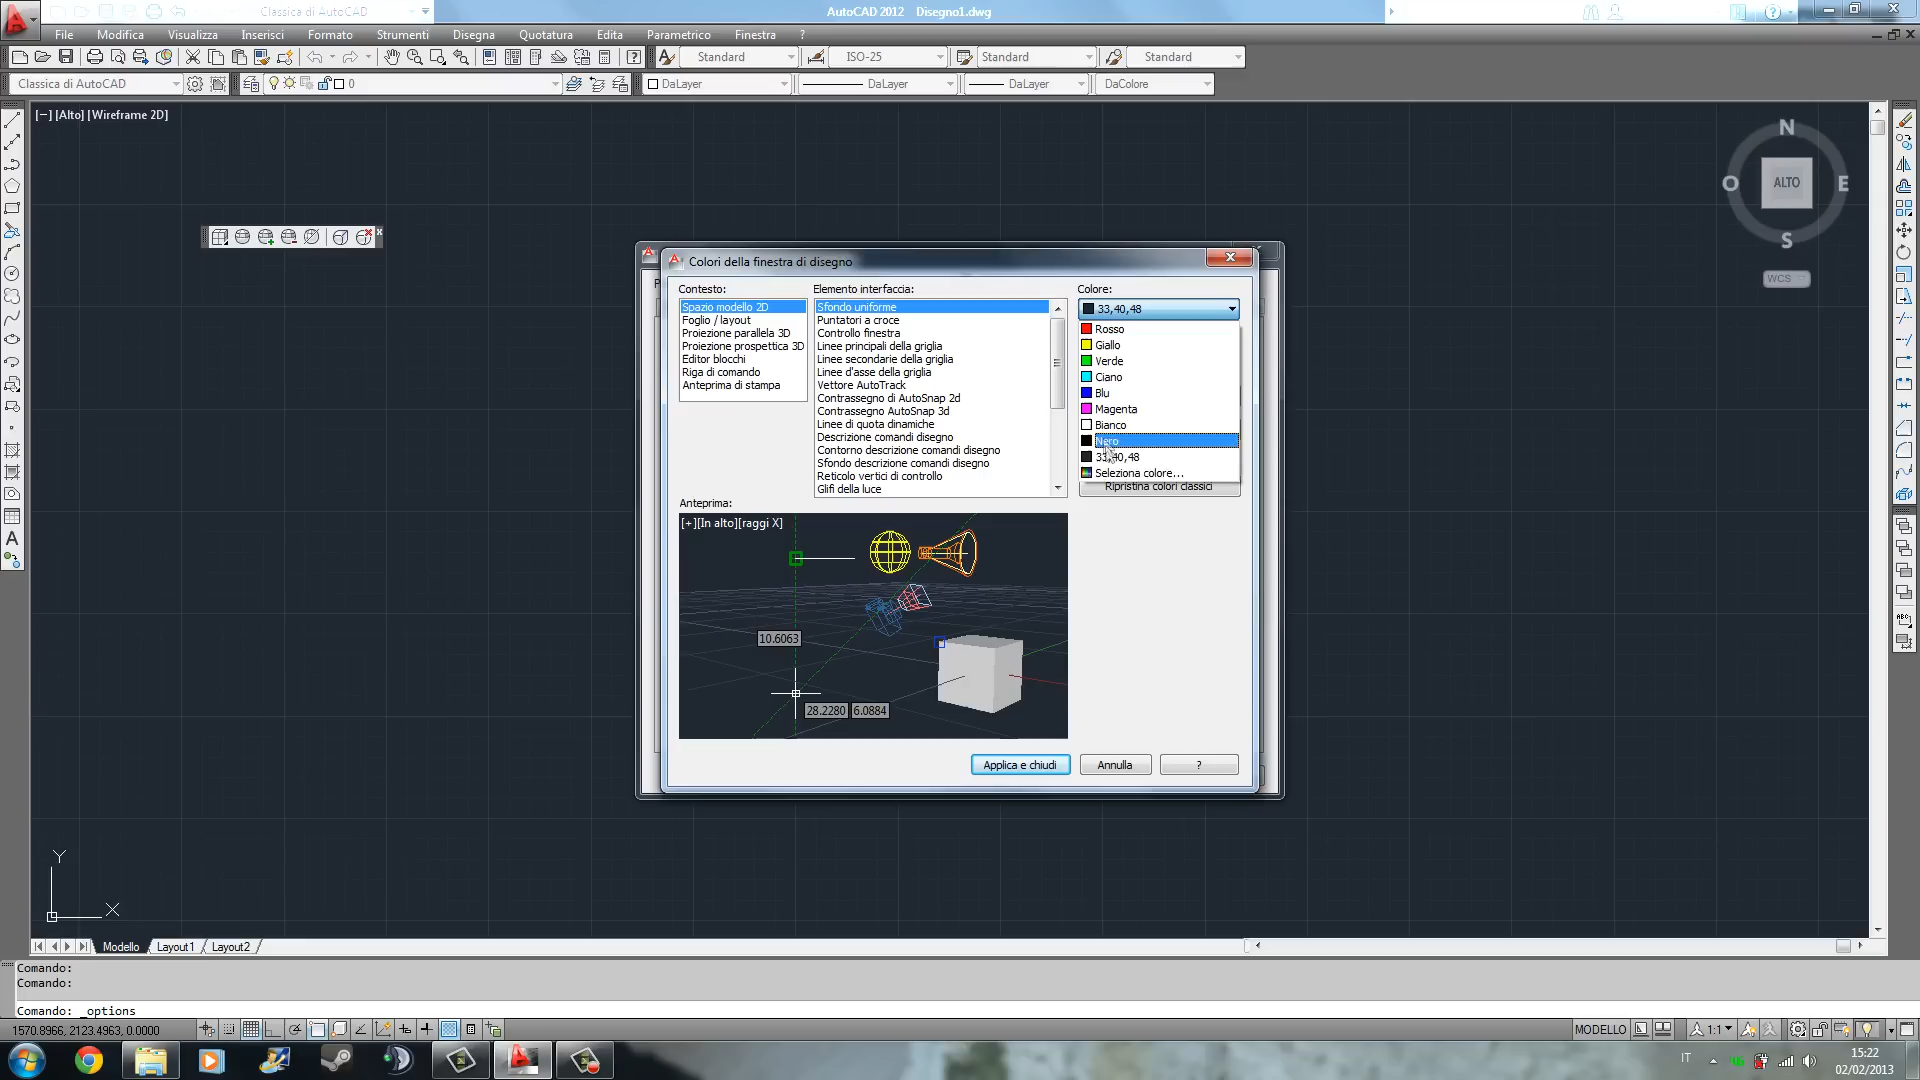 Classica di AutoCAD
AutoCAD 2012 Disegno1.dwg
File Modifica Visualizza Inserisci Formato Strumenti Disegna Quotatura Edita Parametrico Finestra ?
Standard ISO-25 Standard Standard
Classica di AutoCAD 0 DaLayer DaLayer DaLayer DaColore
[−] [Alto] [Wireframe 2D]
N
O ALTO E
S
WCS
Colori della finestra di disegno
Contesto: Elemento interfaccia: Colore:
Spazio modello 2D
Foglio / layout
Proiezione parallela 3D
Proiezione prospettica 3D
Editor blocchi
Riga di comando
Anteprima di stampa
Sfondo uniforme
Puntatori a croce
Controllo finestra
Linee principali della griglia
Linee secondarie della griglia
Linee d'asse della griglia
Vettore AutoTrack
Contrassegno di AutoSnap 2d
Contrassegno AutoSnap 3d
Linee di quota dinamiche
Descrizione comandi disegno
Contorno descrizione comandi disegno
Sfondo descrizione comandi disegno
Reticolo vertici di controllo
Glifi della luce
33,40,48
Rosso
Giallo
Verde
Ciano
Blu
Magenta
Bianco
Nero
33,40,48
Seleziona colore...
Ripristina colori classici
Anteprima:
[+][In alto][raggi X]
10.6063
28.2280 6.0884
Applica e chiudi Annulla ?
Y
X
Modello Layout1 Layout2
Comando:
Comando:
Comando: _options
1570.8966, 2123.4963, 0.0000
MODELLO 1:1
IT
15:22
02/02/2013